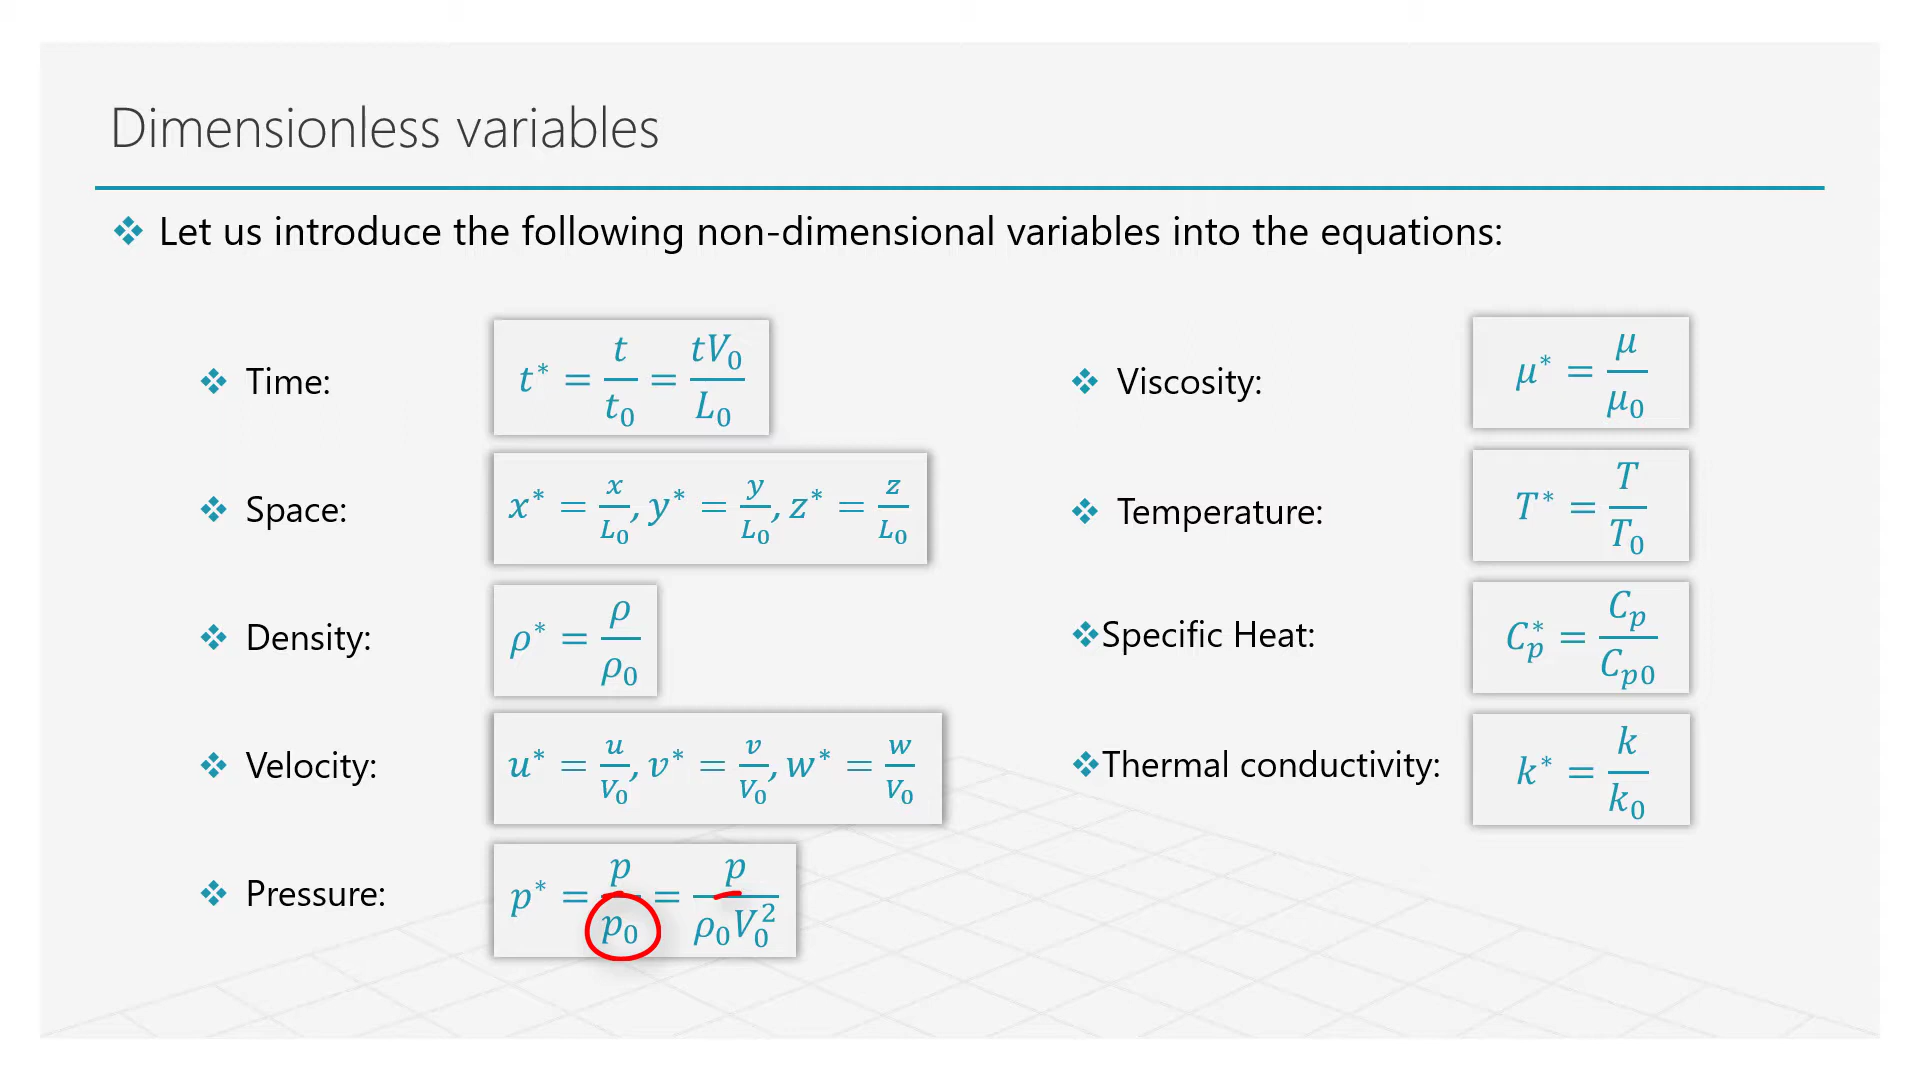 Dimensionless variables
❖ Let us introduce the following non-dimensional variables into the equations:
❖ Time: t* = t/t₀ = tV₀/L₀
❖ Space: x* = x/L₀, y* = y/L₀, z* = z/L₀
❖ Density: ρ* = ρ/ρ₀
❖ Velocity: u* = u/V₀, v* = v/V₀, w* = w/V₀
❖ Pressure: p* = p/p₀ = p/ρ₀V₀²
❖ Viscosity: μ* = μ/μ₀
❖ Temperature: T* = T/T₀
❖Specific Heat: C*ₚ = Cₚ/Cₚ₀
❖Thermal conductivity: k* = k/k₀